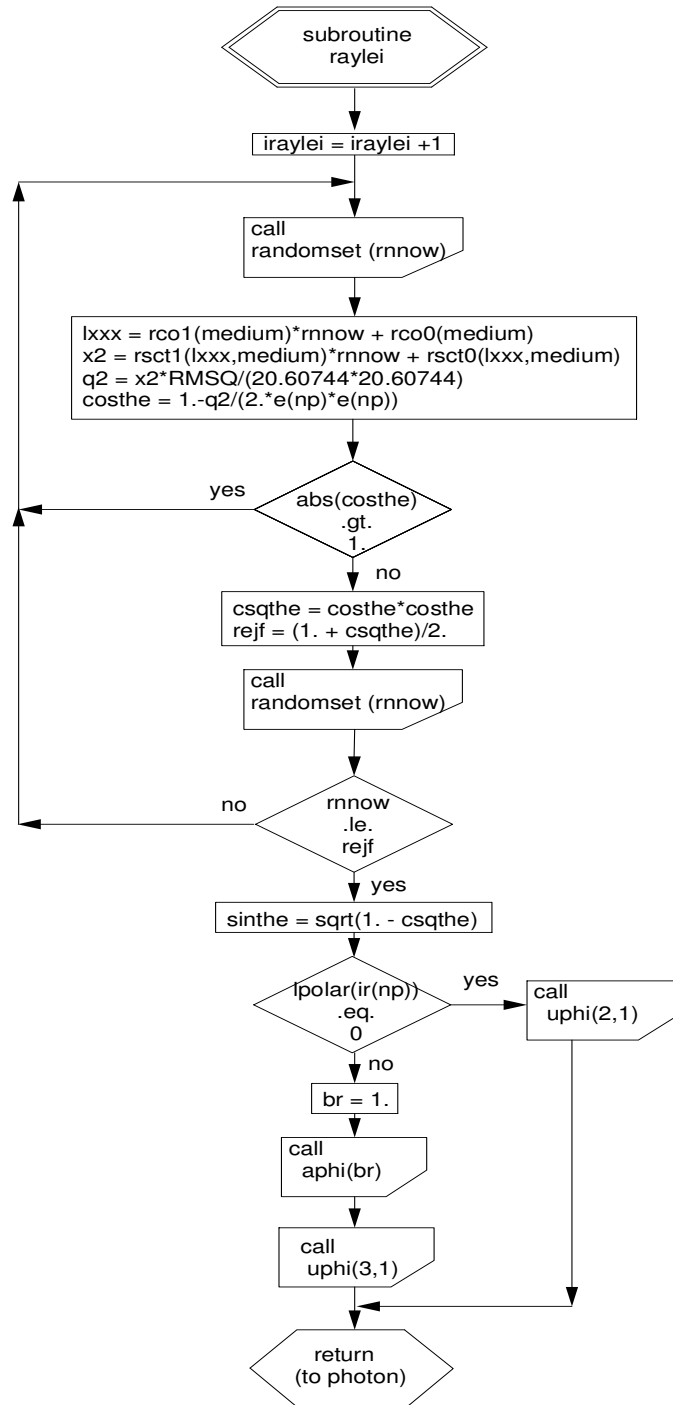 subroutine
raylei
iraylei = iraylei +1
call
randomset (rnnow)
lxxx = rco1(medium)*rnnow + rco0(medium)
x2 = rsct1(lxxx,medium)*rnnow + rsct0(lxxx,medium)
q2 = x2*RMSQ/(20.60744*20.60744)
costhe = 1.-q2/(2.*e(np)*e(np))
yes
abs(costhe)
.gt.
1.
no
csqthe = costhe*costhe
rejf = (1. + csqthe)/2.
call
randomset (rnnow)
no
rnnow
.le.
rejf
yes
sinthe = sqrt(1. - csqthe)
lpolar(ir(np))
.eq.
0
yes
call
uphi(2,1)
no
br = 1.
call
aphi(br)
call
uphi(3,1)
return
(to photon)